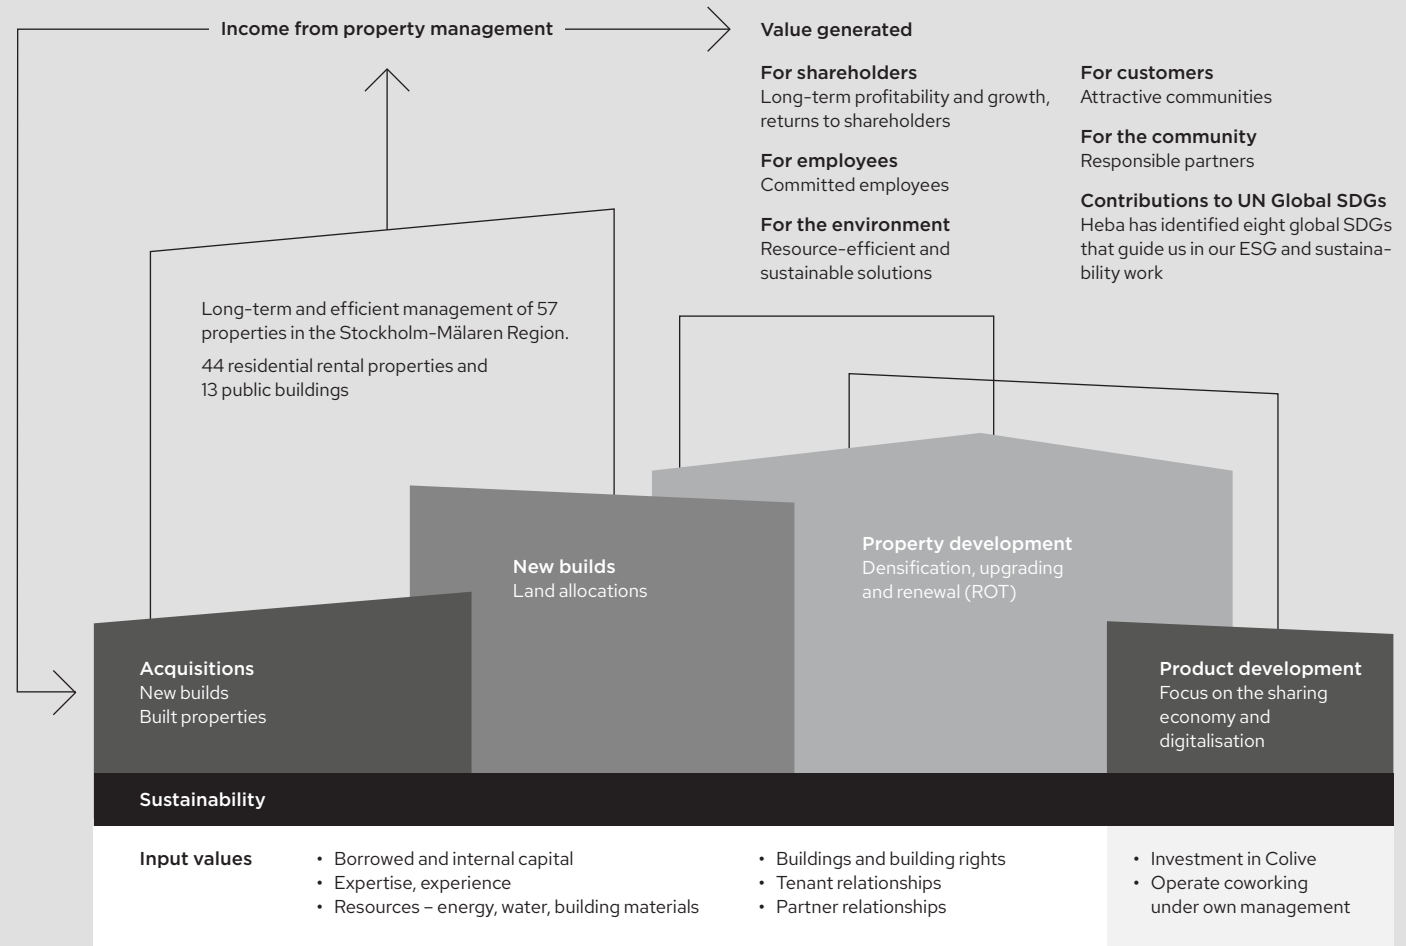 Income from property management
Value generated
For shareholders
Long-term profitability and growth,
returns to shareholders
For employees
Committed employees
For the environment
Resource-efficient and
sustainable solutions
For customers
Attractive communities
For the community
Responsible partners
Contributions to UN Global SDGs
Heba has identified eight global SDGs
that guide us in our ESG and sustaina-
bility work
Long-term and efficient management of 57
properties in the Stockholm-Mälaren Region.
44 residential rental properties and
13 public buildings
Acquisitions
New builds
Built properties
New builds
Land allocations
Property development
Densification, upgrading
and renewal (ROT)
Product development
Focus on the sharing
economy and
digitalisation
Sustainability
Input values
• Borrowed and internal capital
• Expertise, experience
• Resources – energy, water, building materials
• Buildings and building rights
• Tenant relationships
• Partner relationships
• Investment in Colive
• Operate coworking
under own management